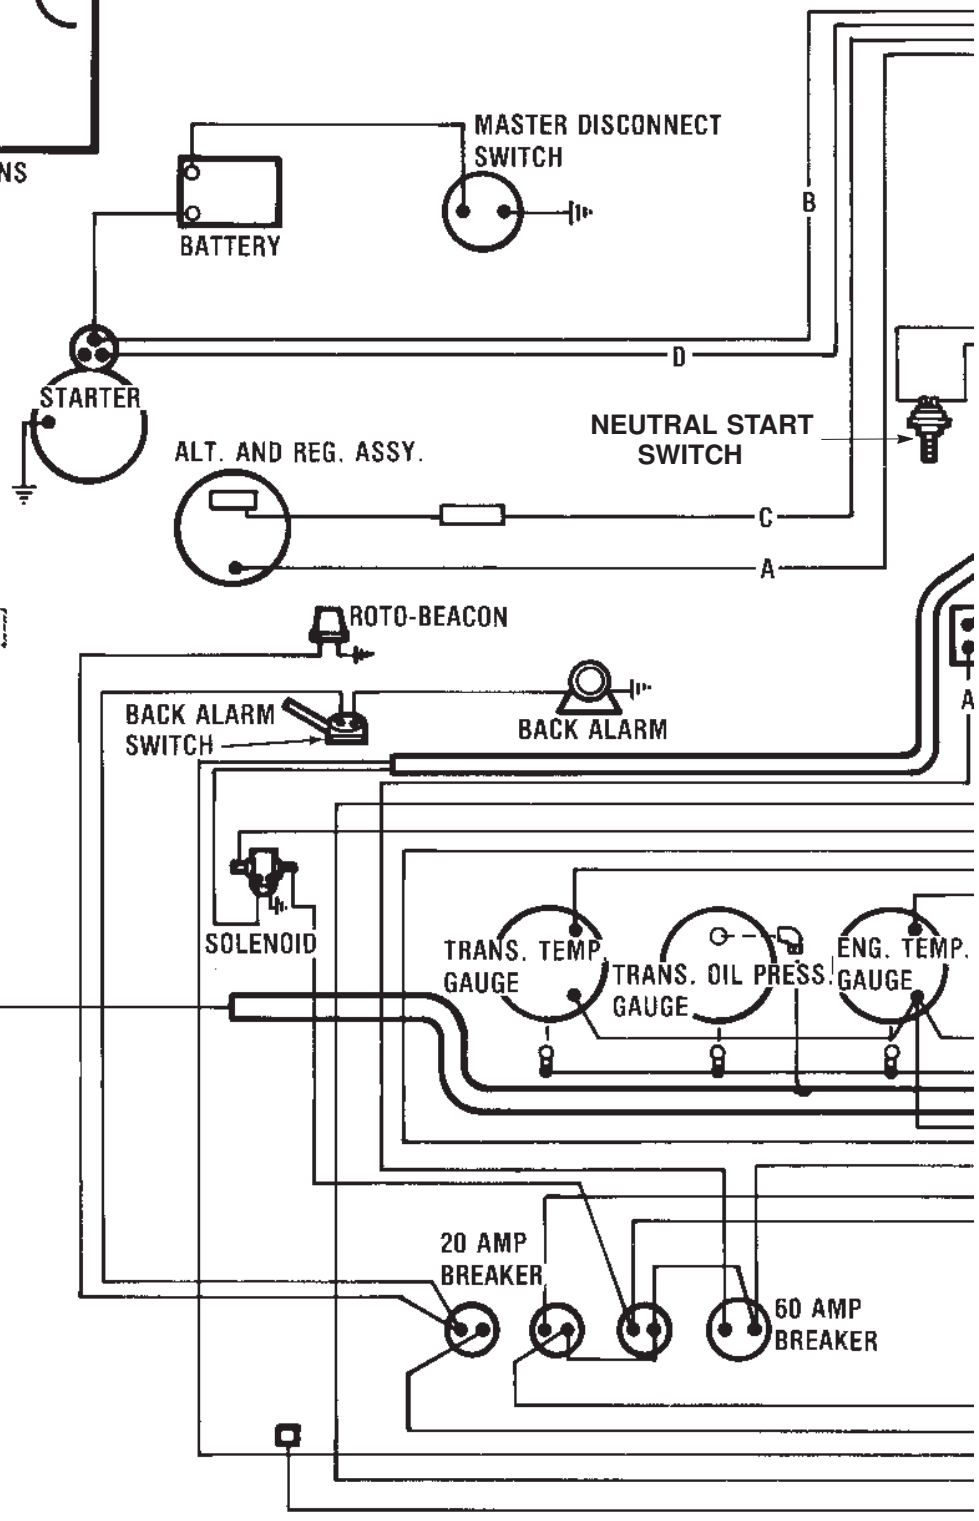 NS
MASTER DISCONNECT
SWITCH
B
BATTERY
D
STARTER
NEUTRAL START
SWITCH
ALT. AND REG. ASSY.
C
A
ROTO-BEACON
A
BACK ALARM
SWITCH
BACK ALARM
SOLENOID
TRANS. TEMP.
GAUGE
TRANS. OIL PRESS.
GAUGE
ENG. TEMP.
GAUGE
20 AMP
BREAKER
60 AMP
BREAKER